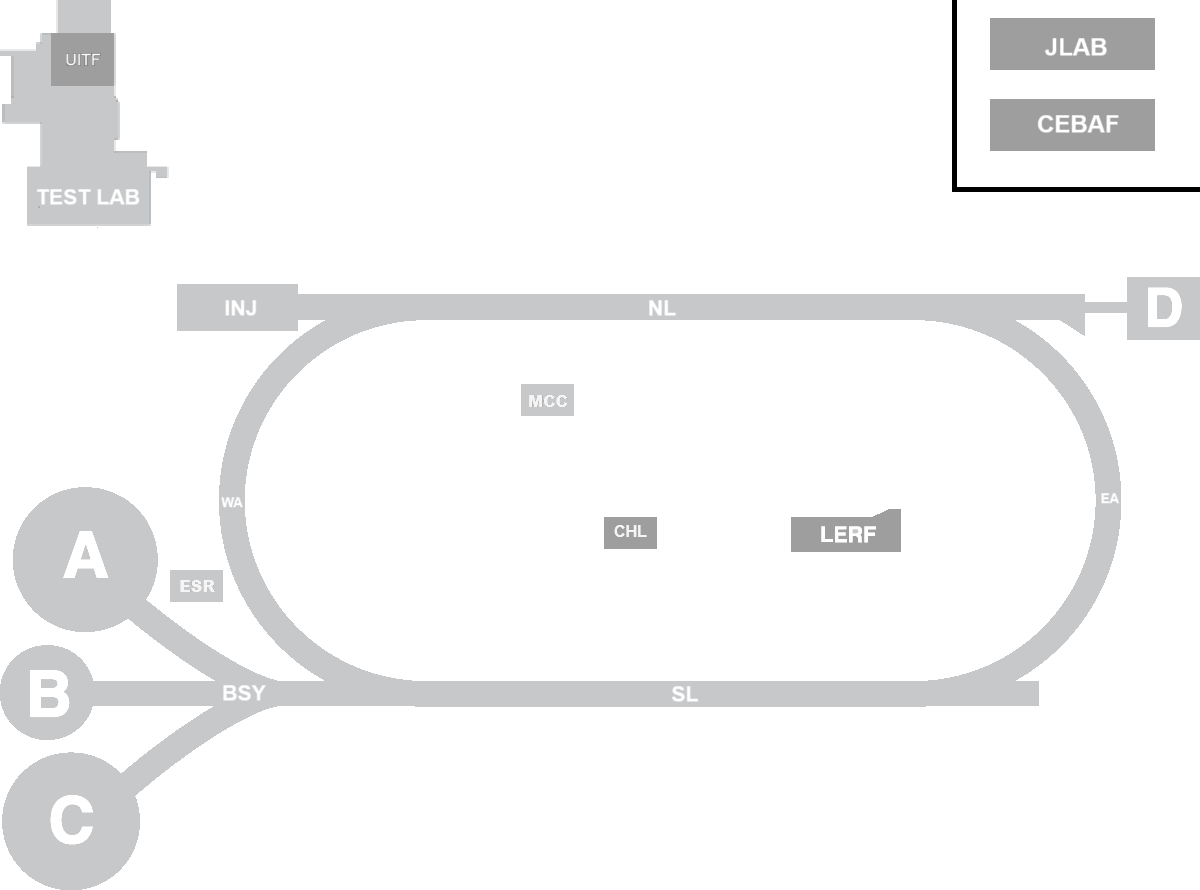 JLAB
UITF
CEBAF
TEST LAB
INJ
NL
D
MCC
WA
EA
CHL
LERF
A
ESR
B
BSY
SL
C